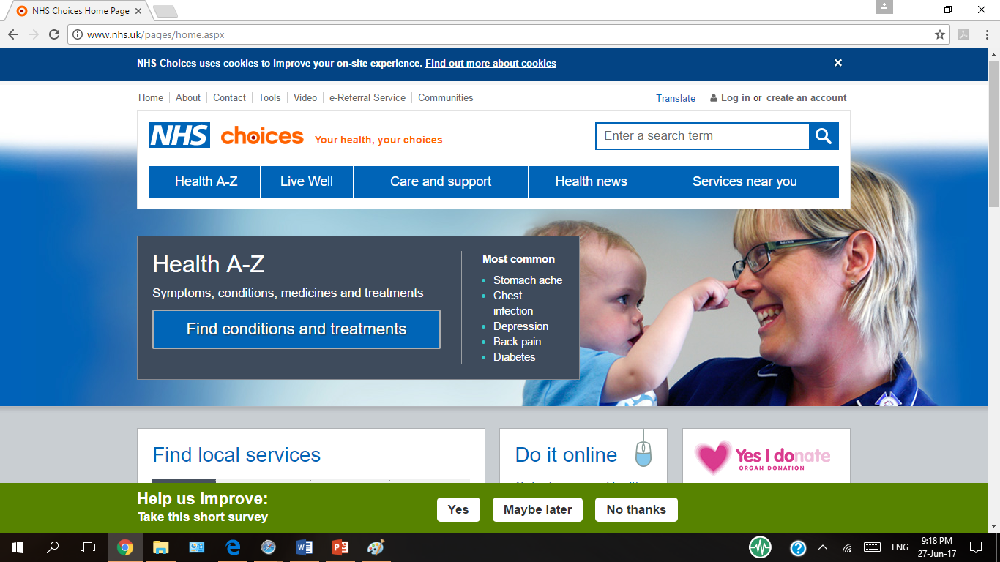 NHS Choices Home Page
www.nhs.uk/pages/home.aspx
NHS Choices uses cookies to improve your on-site experience. Find out more about cookies
Home About Contact Tools Video e-Referral Service Communities
Translate Log in or create an account
NHS choices Your health, your choices
Enter a search term
Health A-Z Live Well Care and support Health news Services near you
Health A-Z
Symptoms, conditions, medicines and treatments
Find conditions and treatments
Most common
Stomach ache
Chest
infection
Depression
Back pain
Diabetes
Find local services
Do it online
Yes I donate
ORGAN DONATION
Help us improve:
Take this short survey
Yes Maybe later No thanks
ENG
9:18 PM
27-Jun-17